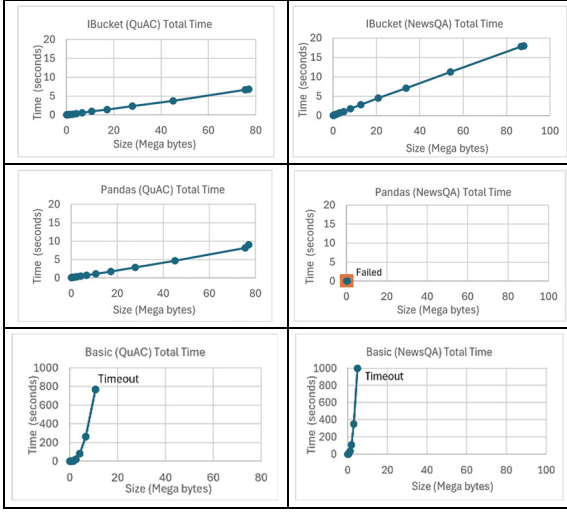 IBucket (QuAC) Total Time
Time (seconds)
20
15
10
5
0
0 20 40 60 80
Size (Mega bytes)
IBucket (NewsQA) Total Time
Time (seconds)
20
15
10
5
0
0 20 40 60 80 100
Size (Mega bytes)
Pandas (QuAC) Total Time
Time (seconds)
20
15
10
5
0
0 20 40 60 80
Size (Mega bytes)
Pandas (NewsQA) Total Time
Time (seconds)
20
15
10
5
0
Failed
0 20 40 60 80 100
Size (Mega bytes)
Basic (QuAC) Total Time
Time (seconds)
1000
800
600
400
200
0
Timeout
0 20 40 60 80
Size (Mega bytes)
Basic (NewsQA) Total Time
Time (seconds)
1000
800
600
400
200
0
Timeout
0 20 40 60 80 100
Size (Mega bytes)